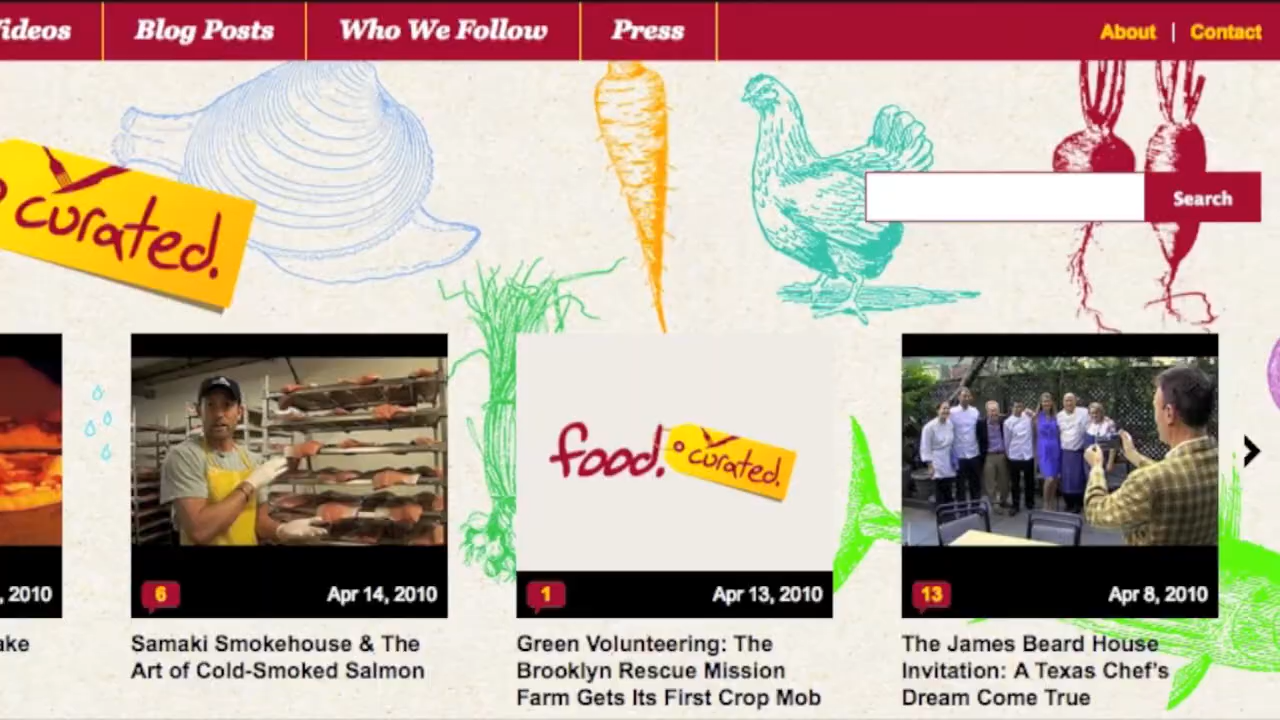 Videos
Blog Posts
Who We Follow
Press
About | Contact
curated.
Search
food. curated.
, 2010
6
Apr 14, 2010
1
Apr 13, 2010
13
Apr 8, 2010
ake
Samaki Smokehouse & The
Art of Cold-Smoked Salmon
Green Volunteering: The
Brooklyn Rescue Mission
Farm Gets Its First Crop Mob
The James Beard House
Invitation: A Texas Chef's
Dream Come True